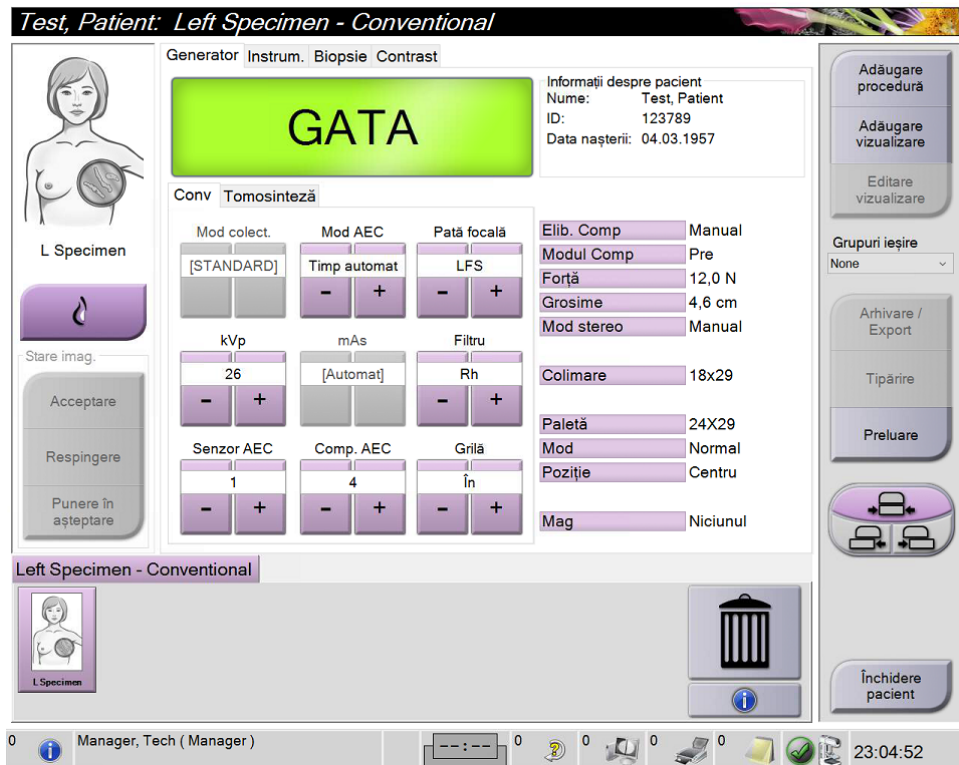 Test, Patient: Left Specimen - Conventional
L Specimen
Stare imag.
Acceptare
Respingere
Punere în
așteptare
Generator Instrum. Biopsie Contrast
GATA
Informații despre pacient
Nume: Test, Patient
ID: 123789
Data nașterii: 04.03.1957
Conv Tomosinteză
Mod colect. Mod AEC Pată focală
[STANDARD] Timp automat LFS
- + - +
kVp mAs Filtru
26 [Automat] Rh
- + - +
Senzor AEC Comp. AEC Grilă
1 4 În
- + - + - +
Elib. Comp Manual
Modul Comp Pre
Forță 12,0 N
Grosime 4,6 cm
Mod stereo Manual
Colimare 18x29
Paletă 24X29
Mod Normal
Poziție Centru
Mag Niciunul
Adăugare
procedură
Adăugare
vizualizare
Editare
vizualizare
Grupuri ieșire
None
Arhivare /
Export
Tipărire
Preluare
Închidere
pacient
Left Specimen - Conventional
L Specimen
0 Manager, Tech ( Manager ) --:-- 0 0 0 0 23:04:52